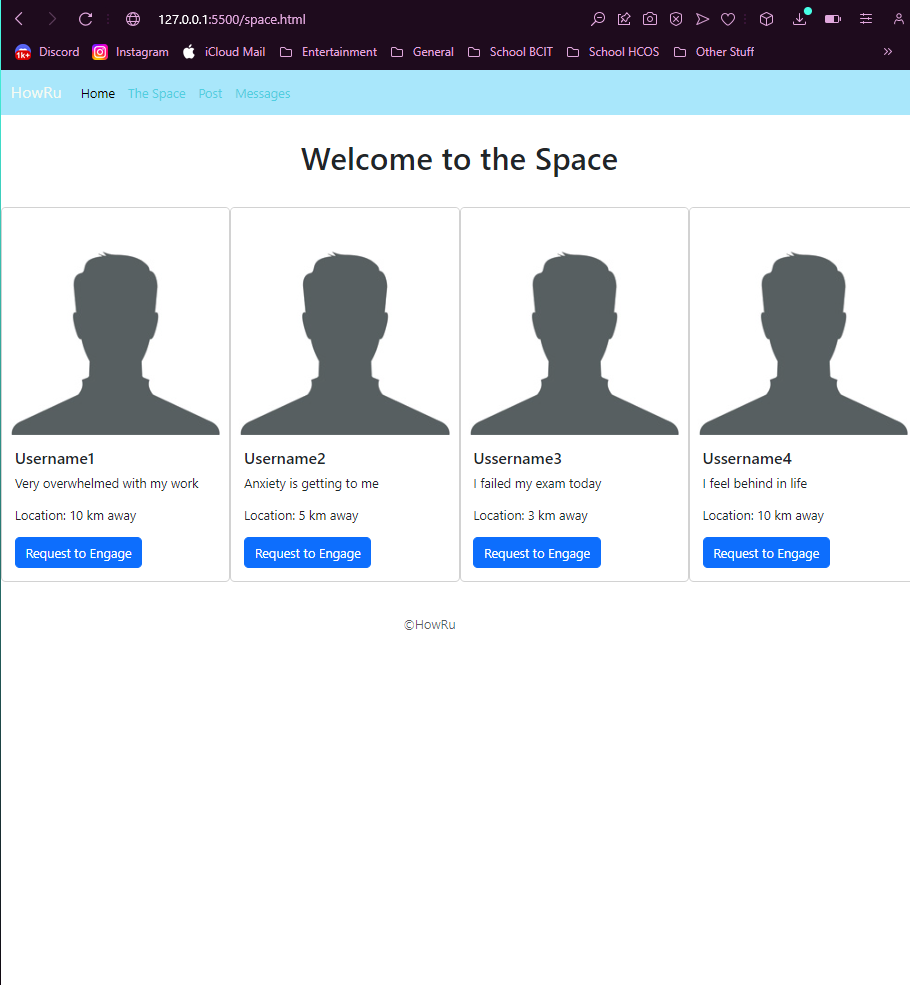 127.0.0.1:5500/space.html
1k+ Discord Instagram iCloud Mail Entertainment General School BCIT School HCOS Other Stuff »
HowRu Home The Space Post Messages
Welcome to the Space
Username1
Very overwhelmed with my work
Location: 10 km away
Request to Engage
Username2
Anxiety is getting to me
Location: 5 km away
Request to Engage
Ussername3
I failed my exam today
Location: 3 km away
Request to Engage
Ussername4
I feel behind in life
Location: 10 km away
Request to Engage
©HowRu